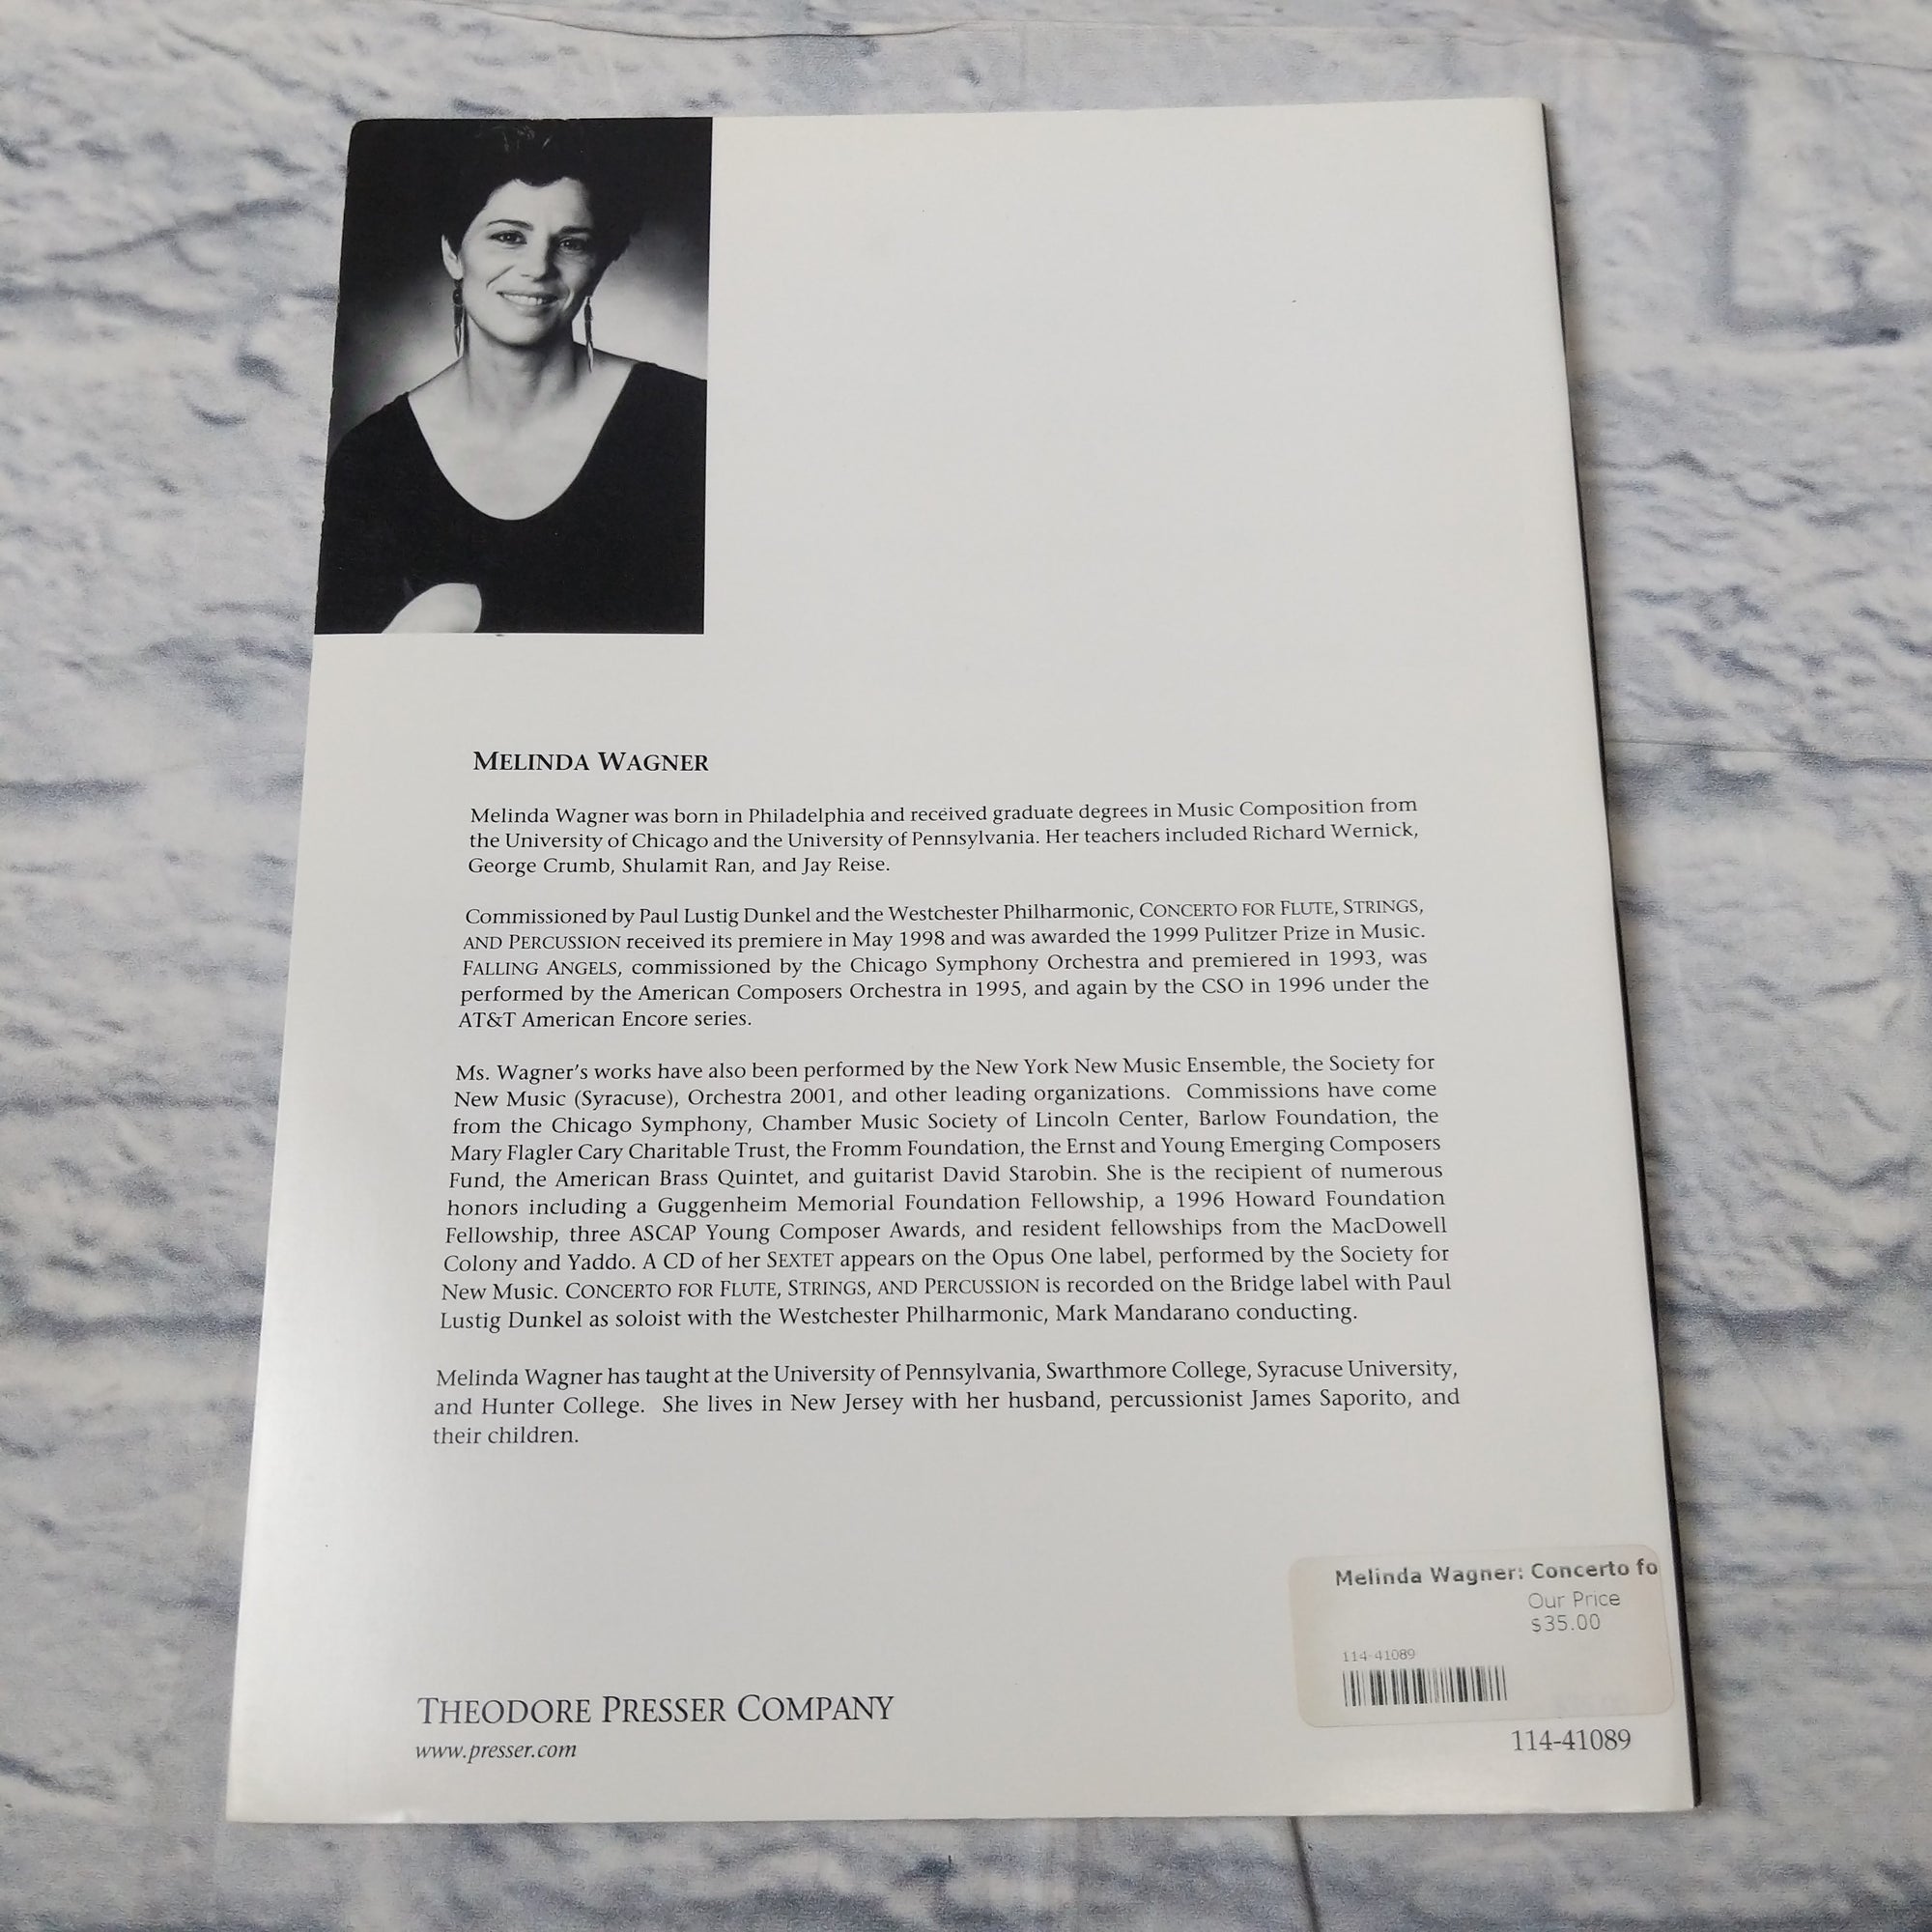 MELINDA WAGNER
Melinda Wagner was born in Philadelphia and received graduate degrees in Music Composition from
the University of Chicago and the University of Pennsylvania. Her teachers included Richard Wernick,
George Crumb, Shulamit Ran, and Jay Reise.
Commissioned by Paul Lustig Dunkel and the Westchester Philharmonic, CONCERTO FOR FLUTE, STRINGS,
AND PERCUSSION received its premiere in May 1998 and was awarded the 1999 Pulitzer Prize in Music.
FALLING ANGELS, commissioned by the Chicago Symphony Orchestra and premiered in 1993, was
performed by the American Composers Orchestra in 1995, and again by the CSO in 1996 under the
AT&T American Encore series.
Ms. Wagner's works have also been performed by the New York New Music Ensemble, the Society for
New Music (Syracuse), Orchestra 2001, and other leading organizations. Commissions have come
from the Chicago Symphony, Chamber Music Society of Lincoln Center, Barlow Foundation, the
Mary Flagler Cary Charitable Trust, the Fromm Foundation, the Ernst and Young Emerging Composers
Fund, the American Brass Quintet, and guitarist David Starobin. She is the recipient of numerous
honors including a Guggenheim Memorial Foundation Fellowship, a 1996 Howard Foundation
Fellowship, three ASCAP Young Composer Awards, and resident fellowships from the MacDowell
Colony and Yaddo. A CD of her SEXTET appears on the Opus One label, performed by the Society for
New Music. CONCERTO FOR FLUTE, STRINGS, AND PERCUSSION is recorded on the Bridge label with Paul
Lustig Dunkel as soloist with the Westchester Philharmonic, Mark Mandarano conducting.
Melinda Wagner has taught at the University of Pennsylvania, Swarthmore College, Syracuse University,
and Hunter College. She lives in New Jersey with her husband, percussionist James Saporito, and
their children.
Melinda Wagner: Concerto fo
Our Price
$35.00
114-41089
THEODORE PRESSER COMPANY
www.presser.com
114-41089